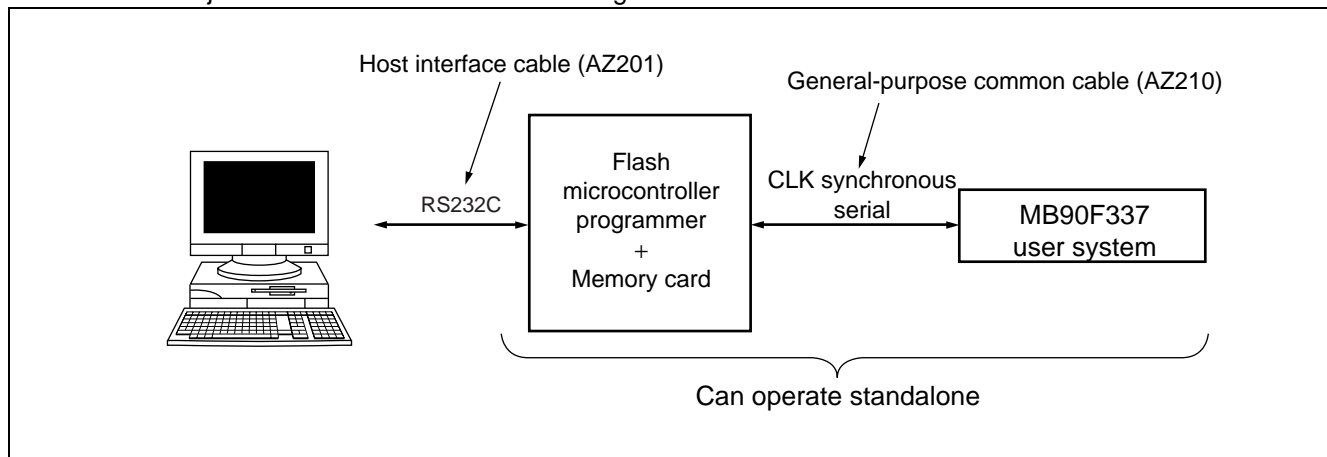 Host interface cable (AZ201)
General-purpose common cable (AZ210)
RS232C
Flash
microcontroller
programmer
+
Memory card
CLK synchronous
serial
MB90F337
user system
Can operate standalone